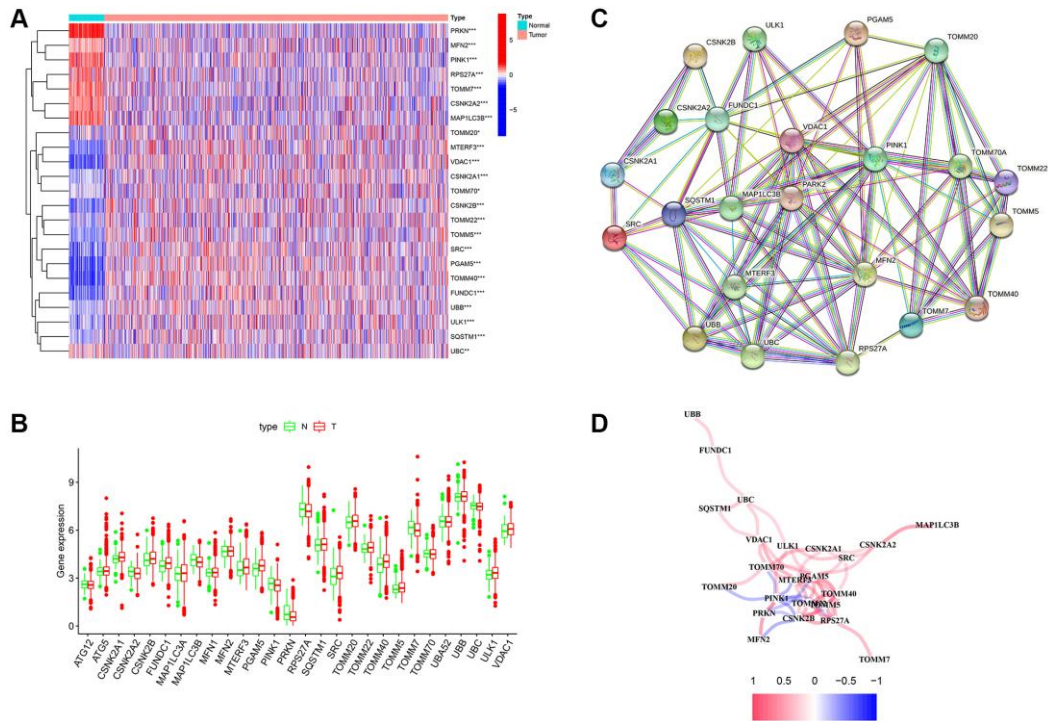 A
Type
PRKN***
MFN2***
PINK1***
RPS27A***
TOMM7***
CSNK2A2***
MAP1LC3B***
TOMM20*
MTERF3***
VDAC1***
CSNK2A1***
TOMM70*
CSNK2B***
TOMM22***
TOMM5***
SRC***
PGAM5***
TOMM40***
FUNDC1***
UBB***
ULK1***
SQSTM1***
UBC**
5
0
−5
Type
Normal
Tumor
B
type N T
Gene expression
9
6
3
0
ATG12
ATG5
CSNK2A1
CSNK2A2
CSNK2B
FUNDC1
MAP1LC3A
MAP1LC3B
MFN1
MFN2
MTERF3
PGAM5
PINK1
PRKN
RPS27A
SQSTM1
SRC
TOMM20
TOMM22
TOMM40
TOMM5
TOMM7
TOMM70
UBA52
UBB
UBC
ULK1
VDAC1
C
ULK1
PGAM5
TOMM20
CSNK2B
CSNK2A2
FUNDC1
VDAC1
PINK1
TOMM70A
TOMM22
CSNK2A1
MAP1LC3B
PARK2
SQSTM1
TOMM5
SRC
MTERF3
MFN2
TOMM40
TOMM7
UBB
UBC
RPS27A
D
UBB
FUNDC1
UBC
SQSTM1
MAP1LC3B
VDAC1
ULK1
CSNK2A1
CSNK2A2
SRC
TOMM70
MTERF3
PGAM5
TOMM20
PINK1
TOMM40
TOMM5
PRKN
CSNK2B
RPS27A
MFN2
TOMM7
1 0.5 0 −0.5 −1